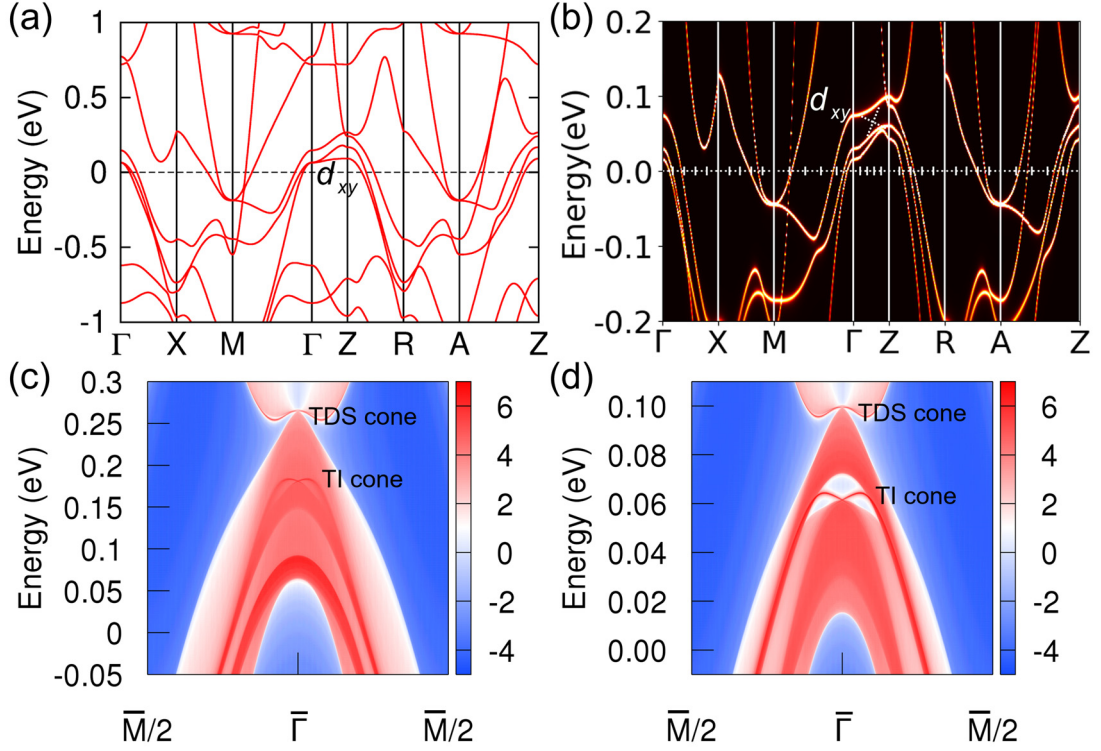 (a)
Energy (eV)
1
0.5
0
-0.5
-1
d xy
Γ X M Γ Z R A Z
(b)
Energy(eV)
0.2
0.1
0.0
-0.1
-0.2
d xy
Γ X M Γ Z R A Z
(c)
Energy (eV)
0.3
0.25
0.2
0.15
0.1
0.05
0
-0.05
TDS cone
TI cone
6
4
2
0
-2
-4
M̅/2 Γ̅ M̅/2
(d)
Energy (eV)
0.10
0.08
0.06
0.04
0.02
0.00
TDS cone
TI cone
6
4
2
0
-2
-4
M̅/2 Γ̅ M̅/2